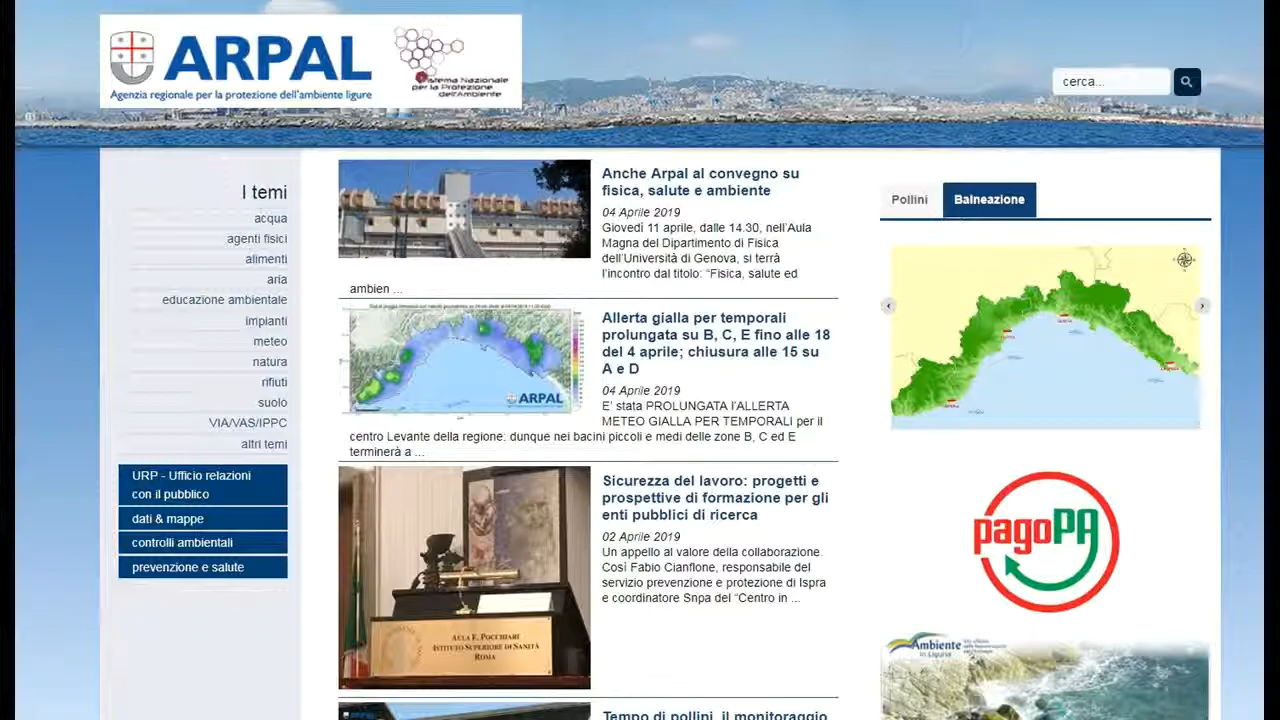 ARPAL
Agenzia regionale per la protezione dell'ambiente ligure
Sistema Nazionale
per la Protezione
dell'Ambiente
cerca...
I temi
acqua
agenti fisici
alimenti
aria
educazione ambientale
impianti
meteo
natura
rifiuti
suolo
VIA/VAS/IPPC
altri temi
URP - Ufficio relazioni
con il pubblico
dati & mappe
controlli ambientali
prevenzione e salute
Anche Arpal al convegno su
fisica, salute e ambiente
04 Aprile 2019
Giovedì 11 aprile, dalle 14.30, nell'Aula
Magna del Dipartimento di Fisica
dell'Università di Genova, si terrà
l'incontro dal titolo: “Fisica, salute ed
ambien ...
ARPAL
Allerta gialla per temporali
prolungata su B, C, E fino alle 18
del 4 aprile; chiusura alle 15 su
A e D
04 Aprile 2019
E' stata PROLUNGATA l'ALLERTA
METEO GIALLA PER TEMPORALI per il
centro Levante della regione: dunque nei bacini piccoli e medi delle zone B, C ed E
terminerà a ...
AULA F. POCCHIARI
ISTITUTO SUPERIORE DI SANITÀ
ROMA
Sicurezza del lavoro: progetti e
prospettive di formazione per gli
enti pubblici di ricerca
02 Aprile 2019
Un appello al valore della collaborazione.
Così Fabio Cianflone, responsabile del
servizio prevenzione e protezione di Ispra
e coordinatore Snpa del “Centro in ...
ARPAL
Tempo di pollini, il monitoraggio
Pollini
Balneazione
pagoPA
Ambiente
in Liguria